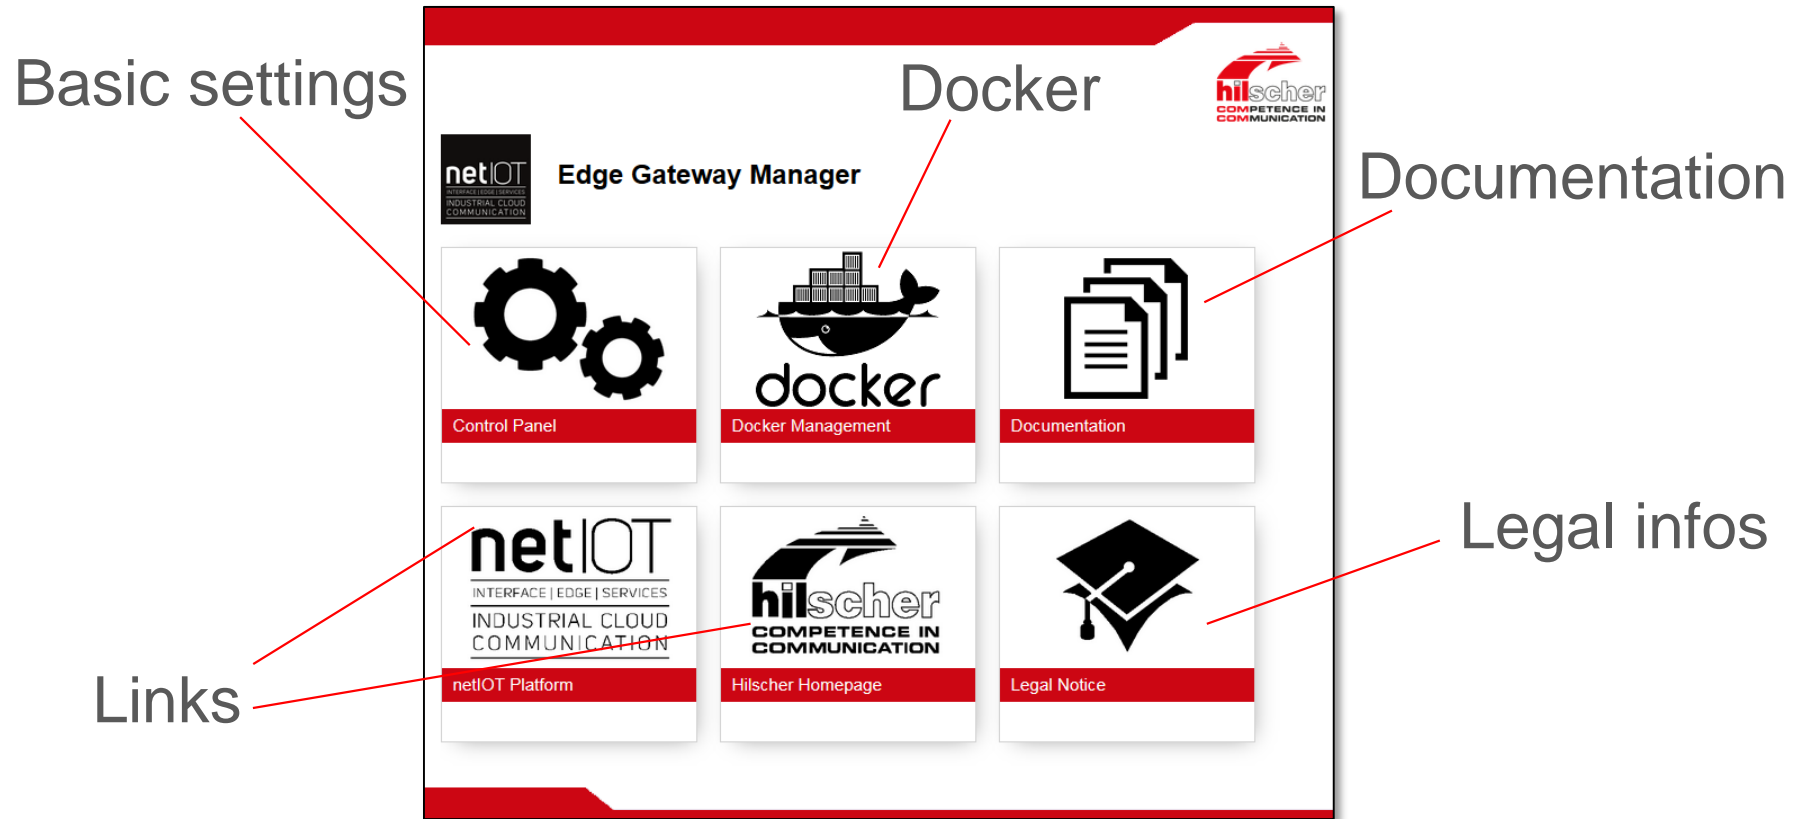 Basic settings
Docker
hilscher
COMPETENCE IN
COMMUNICATION
Documentation
netIOT
INTERFACE | EDGE | SERVICES
INDUSTRIAL CLOUD
COMMUNICATION
Edge Gateway Manager
docker
Control Panel
Docker Management
Documentation
Legal infos
netIOT
INTERFACE | EDGE | SERVICES
INDUSTRIAL CLOUD
COMMUNICATION
hilscher
COMPETENCE IN
COMMUNICATION
Links
netIOT Platform
Hilscher Homepage
Legal Notice